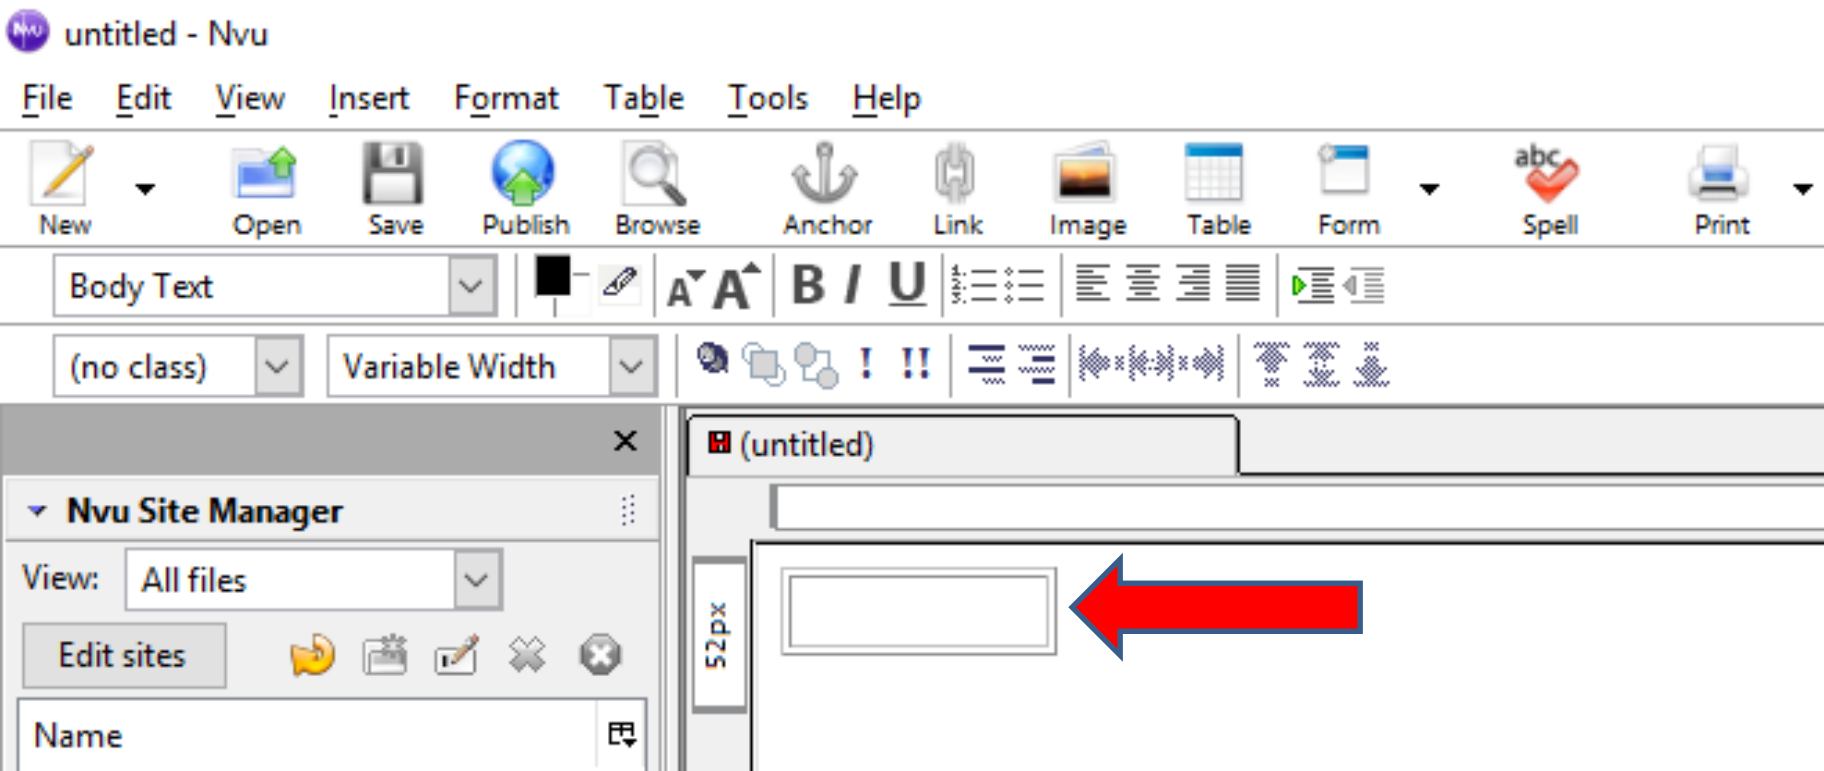 untitled - Nvu
File Edit View Insert Format Table Tools Help
New Open Save Publish Browse Anchor Link Image Table Form abc Spell Print
Body Text A A B I U
(no class) Variable Width ! !!
(untitled)
Nvu Site Manager
View: All files
52px
Edit sites
Name